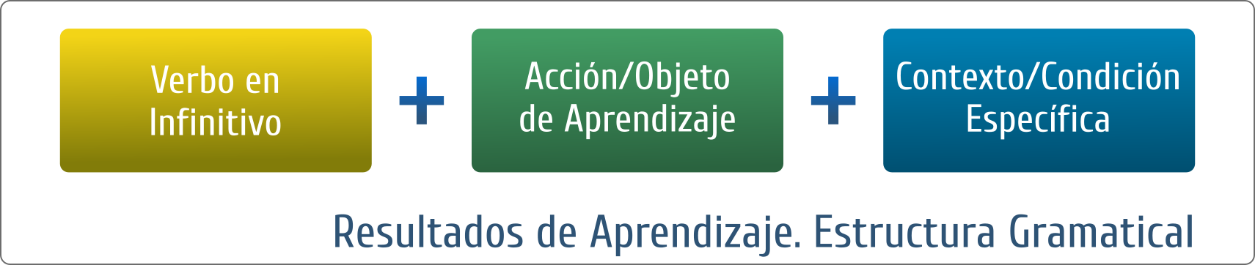 Verbo en
Infinitivo
+
Acción/Objeto
de Aprendizaje
+
Contexto/Condición
Específica
Resultados de Aprendizaje. Estructura Gramatical